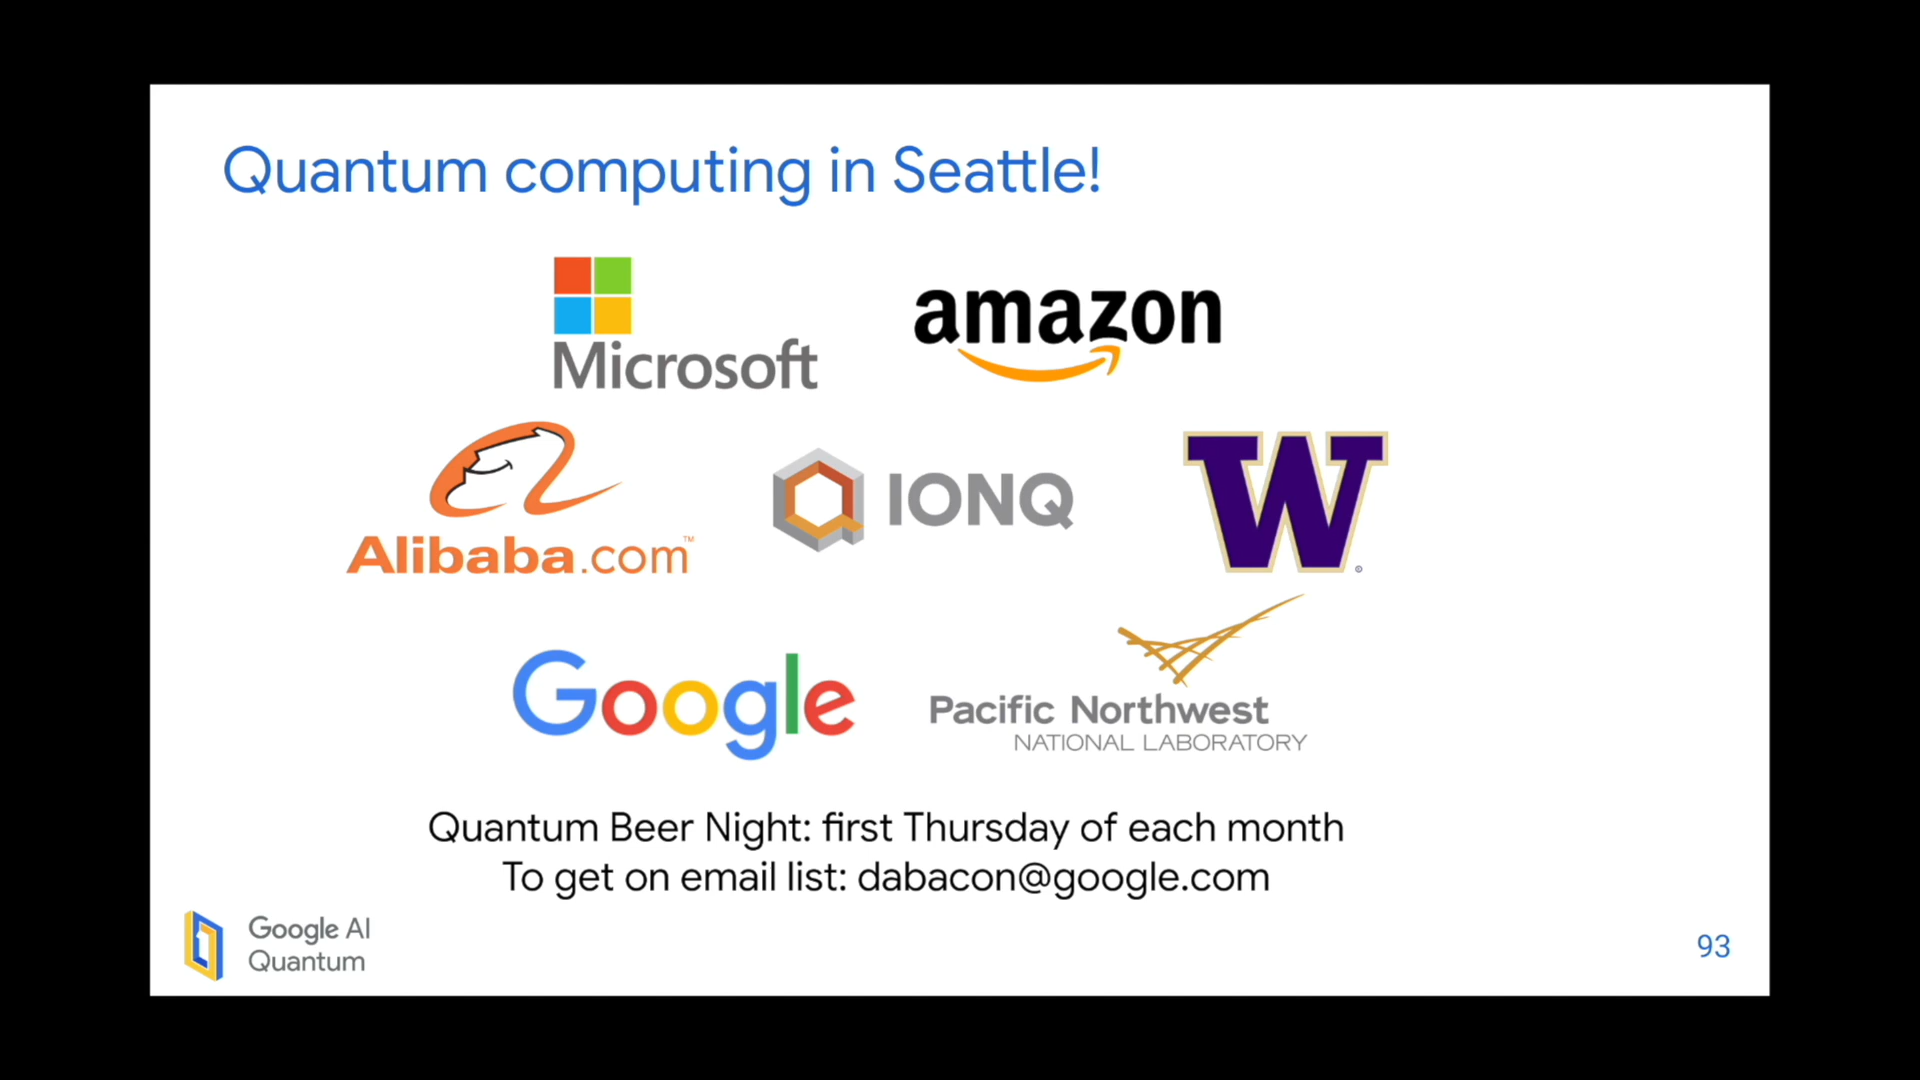 Quantum computing in Seattle!
Microsoft
amazon
Alibaba.com™
IONQ
W
Google
Pacific Northwest
NATIONAL LABORATORY
Quantum Beer Night: first Thursday of each month
To get on email list: dabacon@google.com
Google AI
Quantum
93